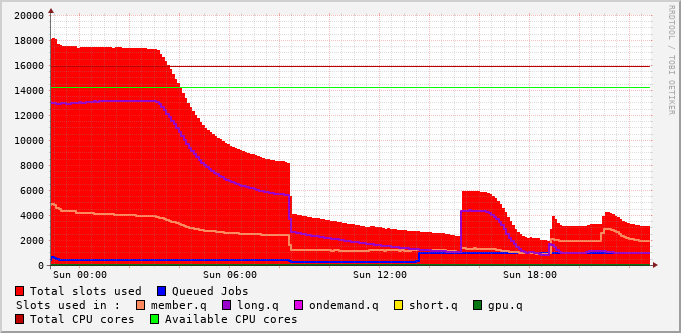 20000
18000
16000
14000
12000
10000
8000
6000
4000
2000
0
Sun 00:00 Sun 06:00 Sun 12:00 Sun 18:00
Total slots used Queued Jobs
Slots used in : member.q long.q ondemand.q short.q gpu.q
Total CPU cores Available CPU cores
RRDTOOL / TOBI OETIKER